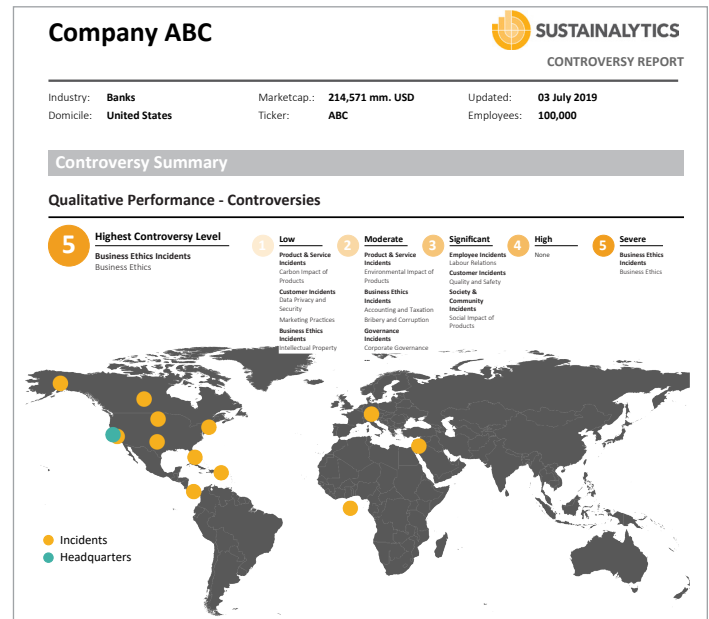 Company ABC
SUSTAINALYTICS
CONTROVERSY REPORT
Industry: Banks
Marketcap.: 214,571 mm. USD
Updated: 03 July 2019
Domicile: United States
Ticker: ABC
Employees: 100,000
Controversy Summary
Qualitative Performance - Controversies
5
Highest Controversy Level
Business Ethics Incidents
Business Ethics
1
Low
Product & Service
Incidents
Carbon Impact of
Products
Customer Incidents
Data Privacy and
Security
Marketing Practices
Business Ethics
Incidents
Intellectual Property
2
Moderate
Product & Service
Incidents
Environmental Impact of
Products
Business Ethics
Incidents
Accounting and Taxation
Bribery and Corruption
Governance
Incidents
Corporate Governance
3
Significant
Employee Incidents
Labour Relations
Customer Incidents
Quality and Safety
Society &
Community
Incidents
Social Impact of
Products
4
High
None
5
Severe
Business Ethics
Incidents
Business Ethics
Incidents
Headquarters